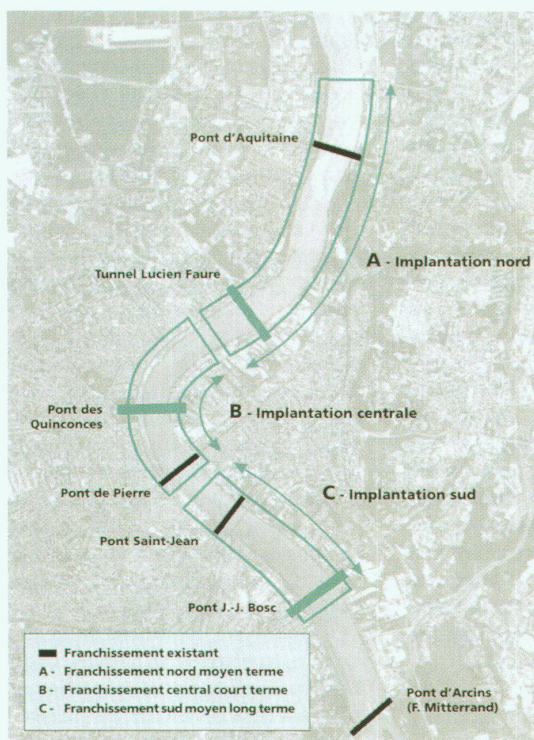 Pont d'Aquitaine
A - Implantation nord
Tunnel Lucien Faure
Pont des
Quinconces
B - Implantation centrale
Pont de Pierre
C - Implantation sud
Pont Saint-Jean
Pont J.-J. Bosc
Franchissement existant
A - Franchissement nord moyen terme
B - Franchissement central court terme
C - Franchissement sud moyen long terme
Pont d'Arcins
(F. Mitterrand)